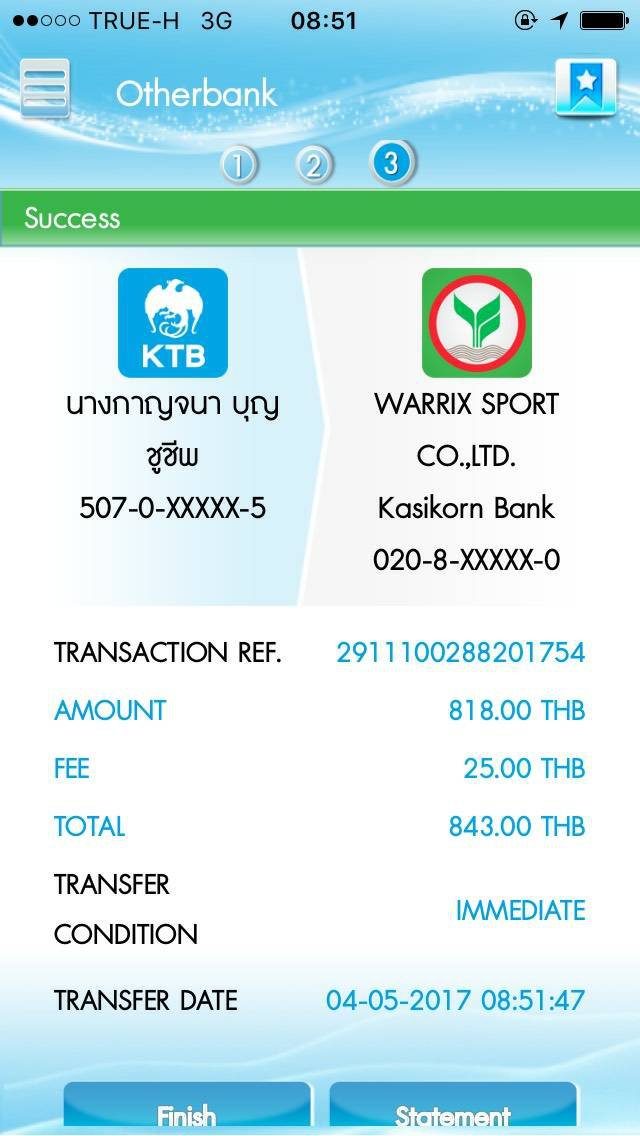 TRUE-H 3G 08:51
Otherbank
1 2 3
Success
KTB
นางกาญจนา บุญ
ชูชีพ
507-0-XXXXX-5
WARRIX SPORT
CO.,LTD.
Kasikorn Bank
020-8-XXXXX-0
TRANSACTION REF. 2911100288201754
AMOUNT 818.00 THB
FEE 25.00 THB
TOTAL 843.00 THB
TRANSFER
CONDITION IMMEDIATE
TRANSFER DATE 04-05-2017 08:51:47
Finish Statement